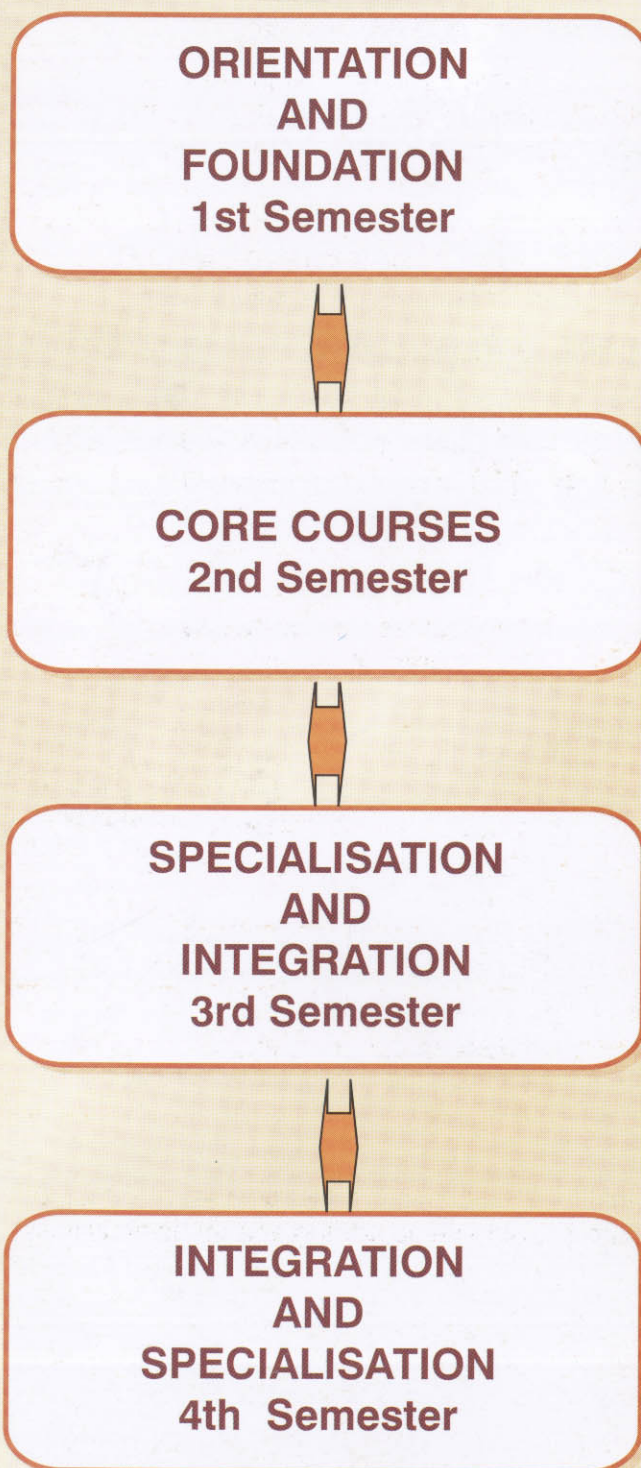 ORIENTATION
AND
FOUNDATION
1st Semester
CORE COURSES
2nd Semester
SPECIALISATION
AND
INTEGRATION
3rd Semester
INTEGRATION
AND
SPECIALISATION
4th Semester